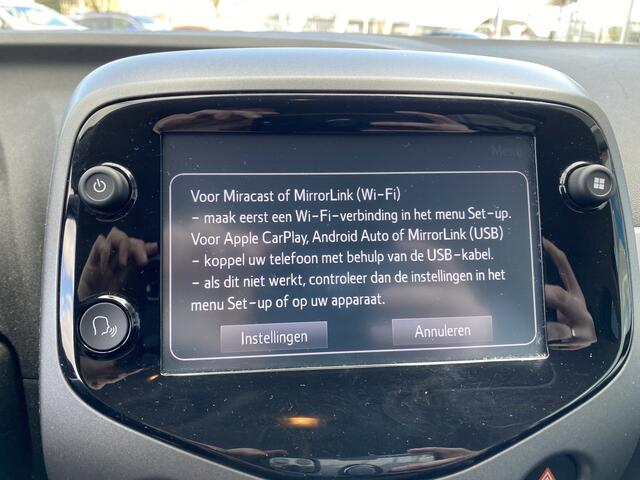 Menu
Voor Miracast of MirrorLink (Wi-Fi)
- maak eerst een Wi-Fi-verbinding in het menu Set-up.
Voor Apple CarPlay, Android Auto of MirrorLink (USB)
- koppel uw telefoon met behulp van de USB-kabel.
- als dit niet werkt, controleer dan de instellingen in het
menu Set-up of op uw apparaat.
Instellingen
Annuleren